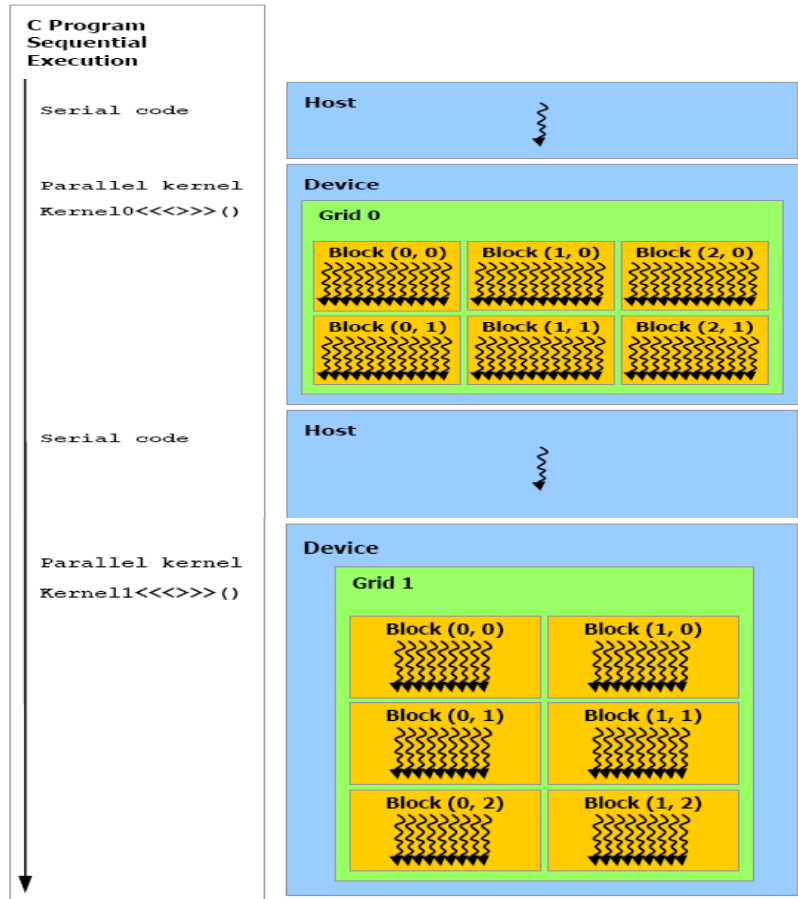 C Program
Sequential
Execution
Serial code
Host
Parallel kernel
Kernel0<<<>>>()
Device
Grid 0
Block (0, 0)
Block (1, 0)
Block (2, 0)
Block (0, 1)
Block (1, 1)
Block (2, 1)
Serial code
Host
Parallel kernel
Kernel1<<<>>>()
Device
Grid 1
Block (0, 0)
Block (1, 0)
Block (0, 1)
Block (1, 1)
Block (0, 2)
Block (1, 2)